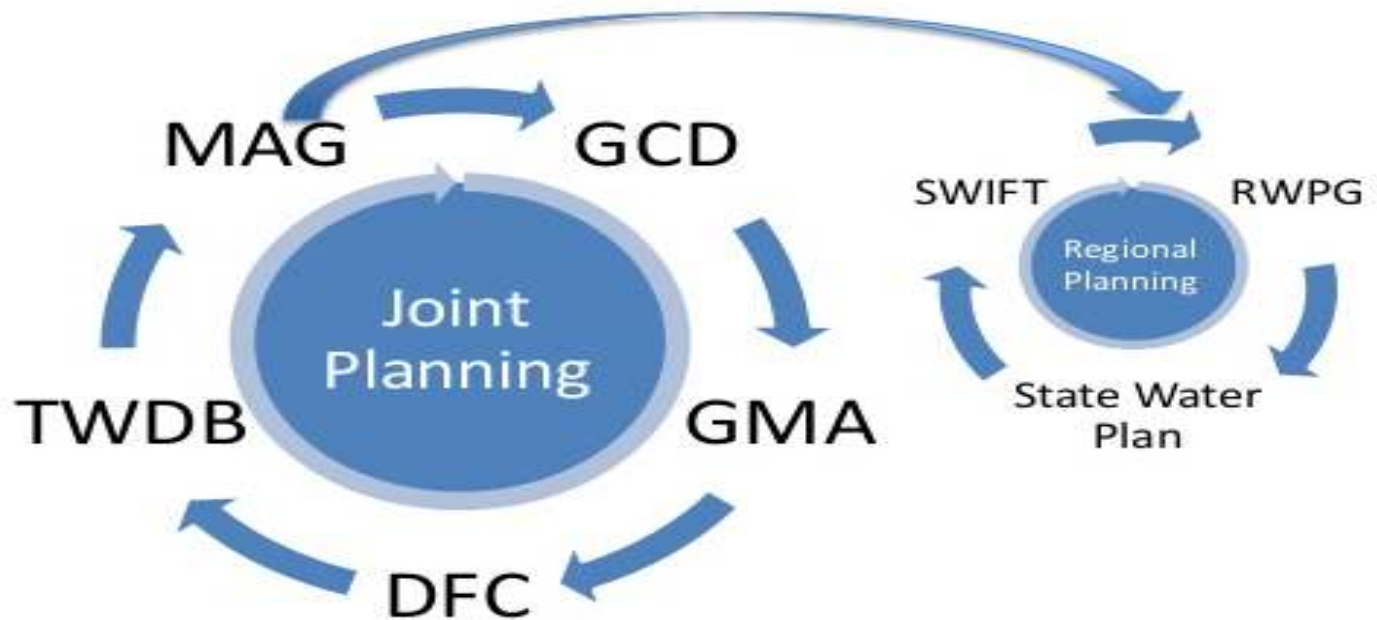 MAG
GCD
GMA
DFC
TWDB
Joint
Planning
SWIFT
RWPG
State Water
Plan
Regional
Planning